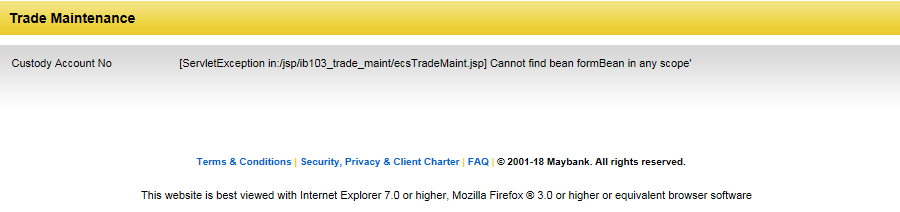 Trade Maintenance
Custody Account No [ServletException in:/jsp/ib103_trade_maint/ecsTradeMaint.jsp] Cannot find bean formBean in any scope'
Terms & Conditions | Security, Privacy & Client Charter | FAQ | © 2001-18 Maybank. All rights reserved.
This website is best viewed with Internet Explorer 7.0 or higher, Mozilla Firefox ® 3.0 or higher or equivalent browser software